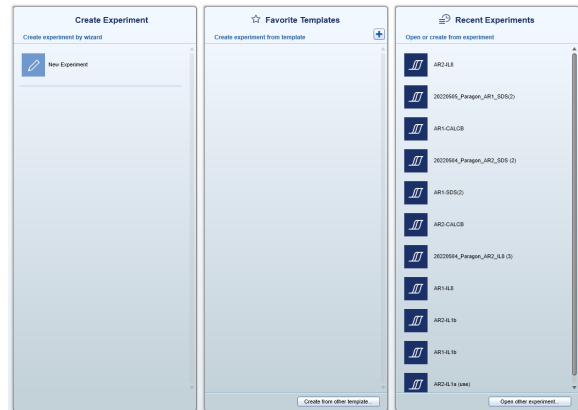 Create Experiment
Create experiment by wizard
New Experiment
Favorite Templates
Create experiment from template
Create from other template...
Recent Experiments
Open or create from experiment
AR2-IL8
20220505_Paragon_AR1_SDS(2)
AR1-CALCB
20220504_Paragon_AR2_SDS (2)
AR1-SDS(2)
AR2-CALCB
20220504_Paragon_AR2_IL8 (3)
AR1-IL8
AR2-IL1b
AR1-IL1b
AR2-IL1a (use)
Open other experiment...